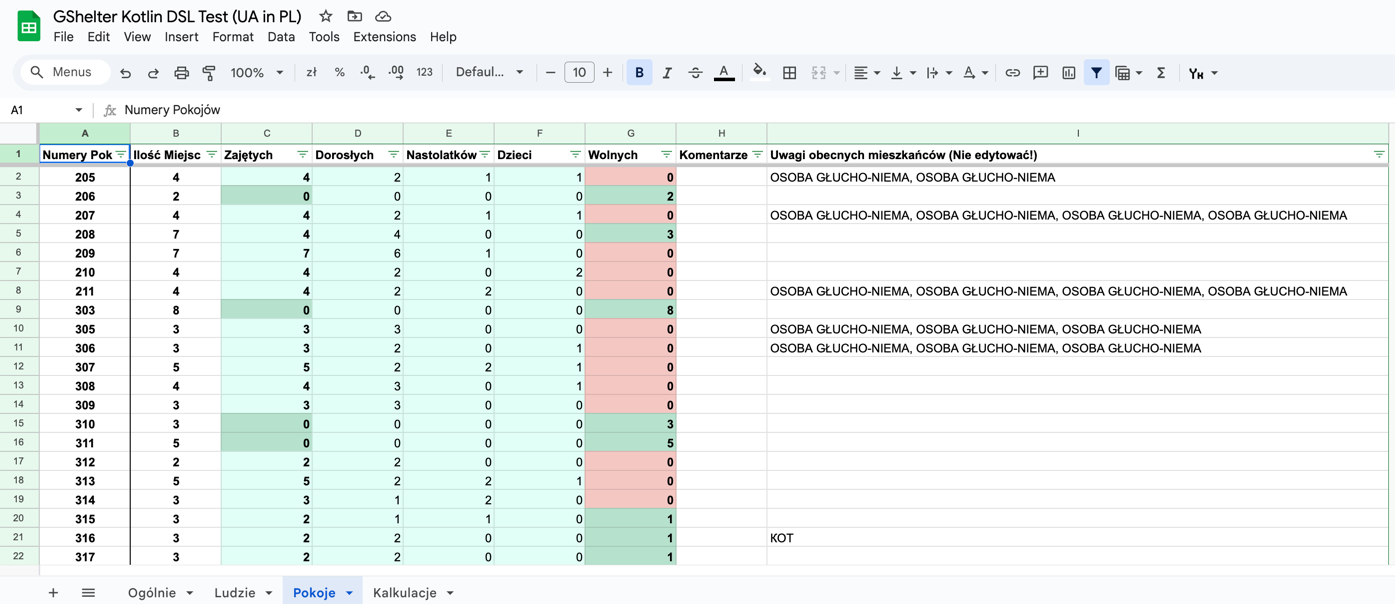 GShelter Kotlin DSL Test (UA in PL)
File Edit View Insert Format Data Tools Extensions Help
Menus 100% zł % .0 .00 123 Defaul... 10 B I A Σ Уж
A1 fx Numery Pokojów
A B C D E F G H I
1 Numery Pok Ilość Miejsc Zajętych Dorosłych Nastolatków Dzieci Wolnych Komentarze Uwagi obecnych mieszkańców (Nie edytować!)
2 205 4 4 2 1 1 0 OSOBA GŁUCHO-NIEMA, OSOBA GŁUCHO-NIEMA
3 206 2 0 0 0 0 2
4 207 4 4 2 1 1 0 OSOBA GŁUCHO-NIEMA, OSOBA GŁUCHO-NIEMA, OSOBA GŁUCHO-NIEMA, OSOBA GŁUCHO-NIEMA
5 208 7 4 4 0 0 3
6 209 7 7 6 1 0 0
7 210 4 4 2 0 2 0
8 211 4 4 2 2 0 0 OSOBA GŁUCHO-NIEMA, OSOBA GŁUCHO-NIEMA, OSOBA GŁUCHO-NIEMA, OSOBA GŁUCHO-NIEMA
9 303 8 0 0 0 0 8
10 305 3 3 3 0 0 0 OSOBA GŁUCHO-NIEMA, OSOBA GŁUCHO-NIEMA, OSOBA GŁUCHO-NIEMA
11 306 3 3 2 0 1 0 OSOBA GŁUCHO-NIEMA, OSOBA GŁUCHO-NIEMA, OSOBA GŁUCHO-NIEMA
12 307 5 5 2 2 1 0
13 308 4 4 3 0 1 0
14 309 3 3 3 0 0 0
15 310 3 0 0 0 0 3
16 311 5 0 0 0 0 5
17 312 2 2 2 0 0 0
18 313 5 5 2 2 1 0
19 314 3 3 1 2 0 0
20 315 3 2 1 1 0 1
21 316 3 2 2 0 0 1 KOT
22 317 3 2 2 0 0 1
Ogólnie Ludzie Pokoje Kalkulacje